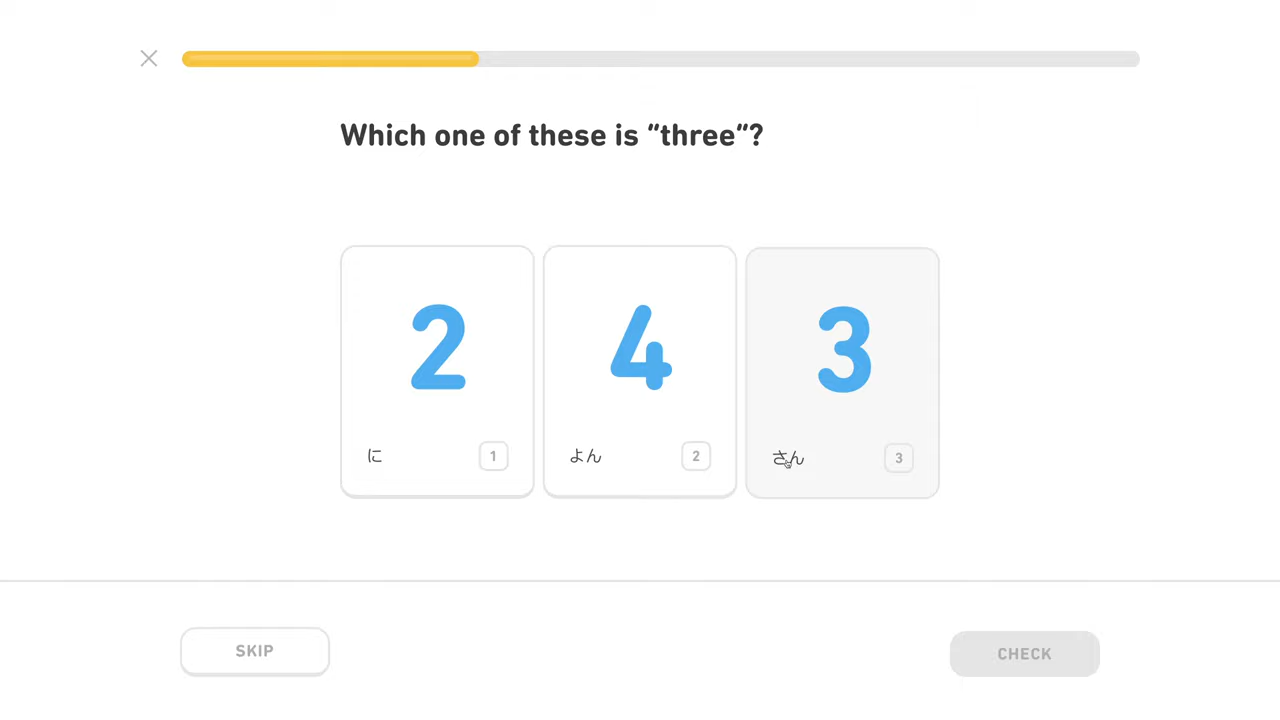 Which one of these is “three”?
2
4
3
に 1
よん 2
さん 3
SKIP
CHECK